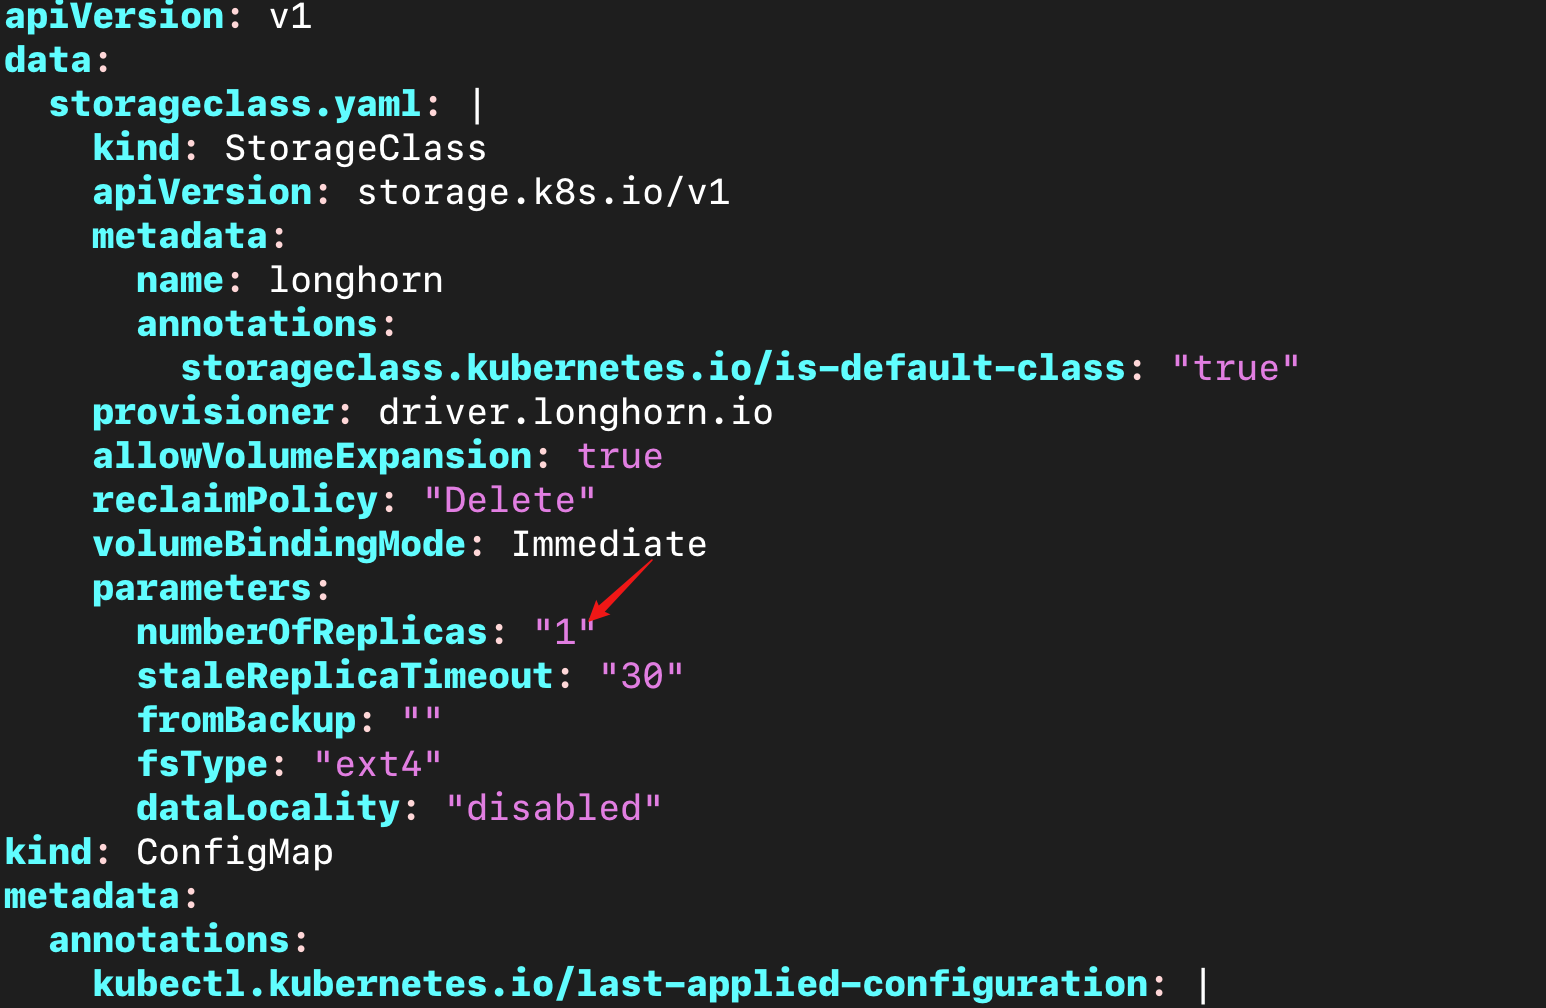 apiVersion: v1
data:
  storageclass.yaml: |
    kind: StorageClass
    apiVersion: storage.k8s.io/v1
    metadata:
      name: longhorn
      annotations:
        storageclass.kubernetes.io/is-default-class: "true"
    provisioner: driver.longhorn.io
    allowVolumeExpansion: true
    reclaimPolicy: "Delete"
    volumeBindingMode: Immediate
    parameters:
      numberOfReplicas: "1"
      staleReplicaTimeout: "30"
      fromBackup: ""
      fsType: "ext4"
      dataLocality: "disabled"
kind: ConfigMap
metadata:
  annotations:
    kubectl.kubernetes.io/last-applied-configuration: |